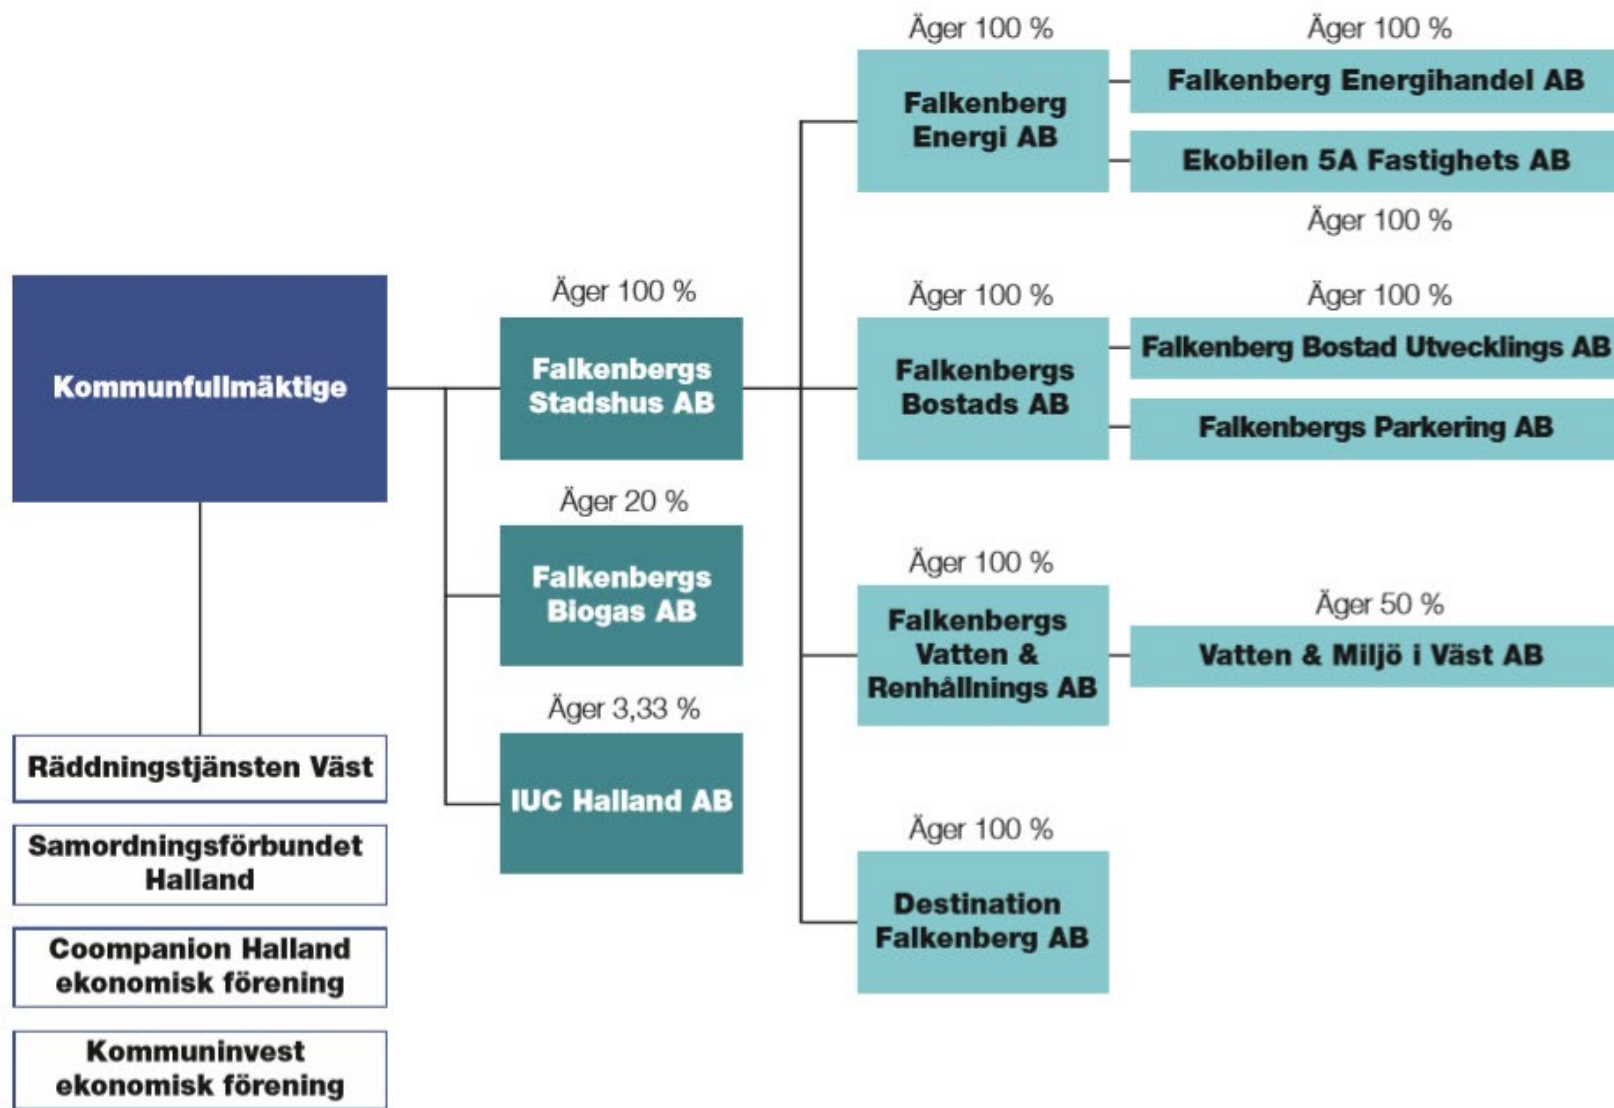 Kommunfullmäktige
Räddningstjänsten Väst
Samordningsförbundet
Halland
Coompanion Halland
ekonomisk förening
Kommuninvest
ekonomisk förening
Äger 100 %
Falkenbergs
Stadshus AB
Äger 20 %
Falkenbergs
Biogas AB
Äger 3,33 %
IUC Halland AB
Äger 100 %
Falkenberg
Energi AB
Äger 100 %
Falkenberg Energihandel AB
Ekobilen 5A Fastighets AB
Äger 100 %
Äger 100 %
Falkenbergs
Bostads AB
Äger 100 %
Falkenberg Bostad Utvecklings AB
Falkenbergs Parkering AB
Äger 100 %
Falkenbergs
Vatten &
Renhållnings AB
Äger 50 %
Vatten & Miljö i Väst AB
Äger 100 %
Destination
Falkenberg AB